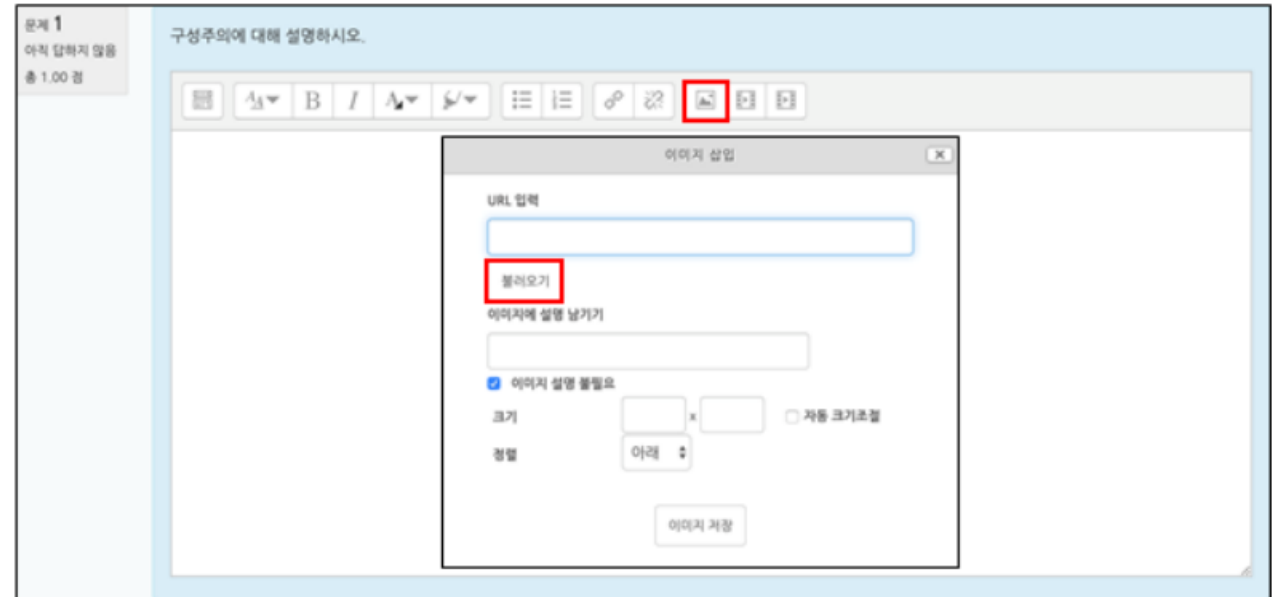 문제 1
아직 답하지 않음
총 1.00 점
구성주의에 대해 설명하시오.
이미지 삽입
URL 입력
불러오기
이미지에 설명 남기기
이미지 설명 불필요
크기 x 자동 크기조절
정렬 아래
이미지 저장